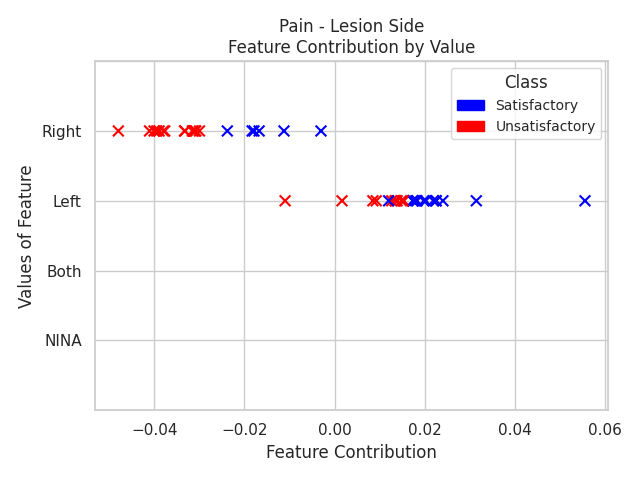 Pain - Lesion Side
Feature Contribution by Value
Class
Satisfactory
Unsatisfactory
Values of Feature
Right
Left
Both
NINA
−0.04
−0.02
0.00
0.02
0.04
0.06
Feature Contribution